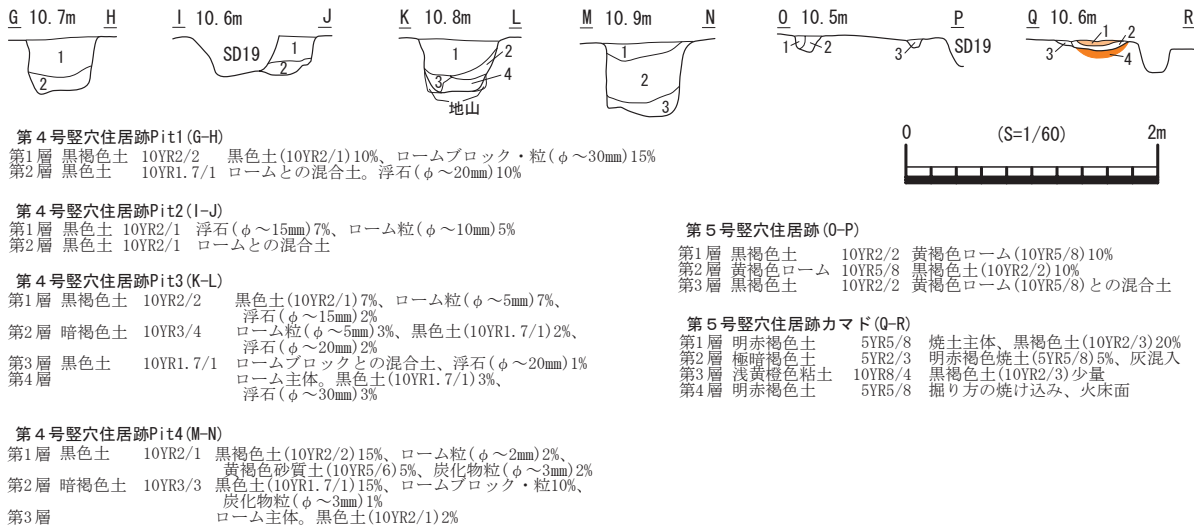 G 10.7m H
I 10.6m J
K 10.8m L
M 10.9m N
O 10.5m P
Q 10.6m R
1
2
SD19
1
2
1
2
3
4
地山
1
2
3
1
2
3
SD19
1
2
3
4
0 (S=1/60) 2m
第４号竪穴住居跡Pit1(G-H)
第1層 黒褐色土 10YR2/2 黒色土(10YR2/1)10%、ロームブロック・粒(φ～30mm)15%
第2層 黒色土 10YR1.7/1 ロームとの混合土。浮石(φ～20mm)10%
第４号竪穴住居跡Pit2(I-J)
第1層 黒色土 10YR2/1 浮石(φ～15mm)7%、ローム粒(φ～10mm)5%
第2層 黒色土 10YR2/1 ロームとの混合土
第４号竪穴住居跡Pit3(K-L)
第1層 黒褐色土 10YR2/2 黒色土(10YR2/1)7%、ローム粒(φ～5mm)7%、
浮石(φ～15mm)2%
第2層 暗褐色土 10YR3/4 ローム粒(φ～5mm)3%、黒色土(10YR1.7/1)2%、
浮石(φ～20mm)2%
第3層 黒色土 10YR1.7/1 ロームブロックとの混合土、浮石(φ～20mm)1%
第4層 ローム主体。黒色土(10YR1.7/1)3%、
浮石(φ～30mm)3%
第４号竪穴住居跡Pit4(M-N)
第1層 黒色土 10YR2/1 黒褐色土(10YR2/2)15%、ローム粒(φ～2mm)2%、
黄褐色砂質土(10YR5/6)5%、炭化物粒(φ～3mm)2%
第2層 暗褐色土 10YR3/3 黒色土(10YR1.7/1)15%、ロームブロック・粒10%、
炭化物粒(φ～3mm)1%
第3層 ローム主体。黒色土(10YR2/1)2%
第５号竪穴住居跡(O-P)
第1層 黒褐色土 10YR2/2 黄褐色ローム(10YR5/8)10%
第2層 黄褐色ローム 10YR5/8 黒褐色土(10YR2/2)10%
第3層 黒褐色土 10YR2/2 黄褐色ローム(10YR5/8)との混合土
第５号竪穴住居跡カマド(Q-R)
第1層 明赤褐色土 5YR5/8 焼土主体、黒褐色土(10YR2/3)20%
第2層 極暗褐色土 5YR2/3 明赤褐色焼土(5YR5/8)5%、灰混入
第3層 浅黄橙色粘土 10YR8/4 黒褐色土(10YR2/3)少量
第4層 明赤褐色土 5YR5/8 掘り方の焼け込み、火床面